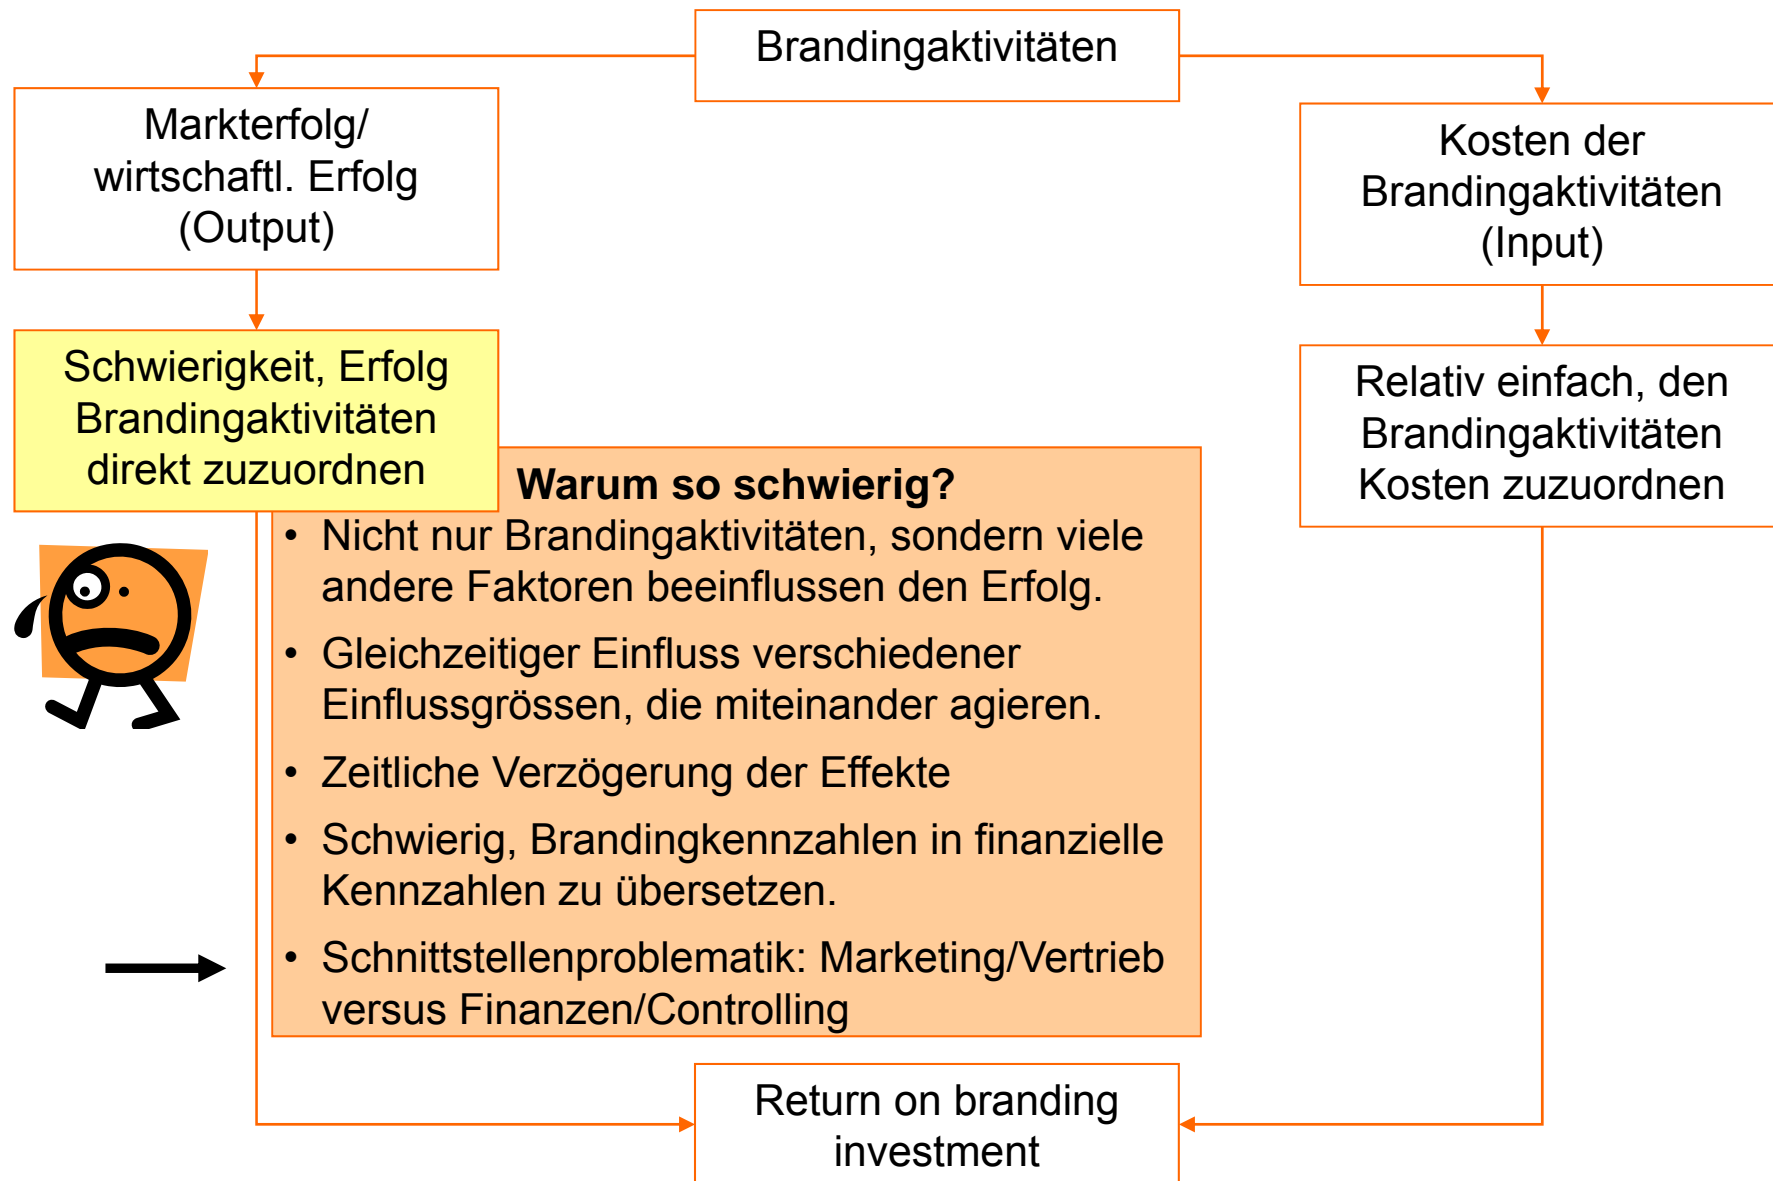 Brandingaktivitäten
Markterfolg/
wirtschaftl. Erfolg
(Output)
Kosten der
Brandingaktivitäten
(Input)
Schwierigkeit, Erfolg
Brandingaktivitäten
direkt zuzuordnen
Relativ einfach, den
Brandingaktivitäten
Kosten zuzuordnen
Warum so schwierig?
• Nicht nur Brandingaktivitäten, sondern viele
andere Faktoren beeinflussen den Erfolg.
• Gleichzeitiger Einfluss verschiedener
Einflussgrössen, die miteinander agieren.
• Zeitliche Verzögerung der Effekte
• Schwierig, Brandingkennzahlen in finanzielle
Kennzahlen zu übersetzen.
• Schnittstellenproblematik: Marketing/Vertrieb
versus Finanzen/Controlling
Return on branding
investment